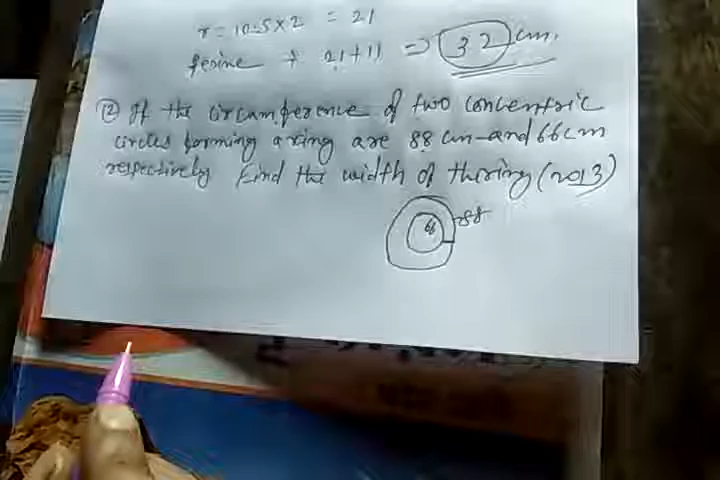 r = 10.5 × 2 = 21
21 + 11 ⇒ 32 cm.
⑫ If the circumference of two concentric
circles forming a ring are 88 cm and 66 cm
respectively Find the width of the ring (2013)
66 88